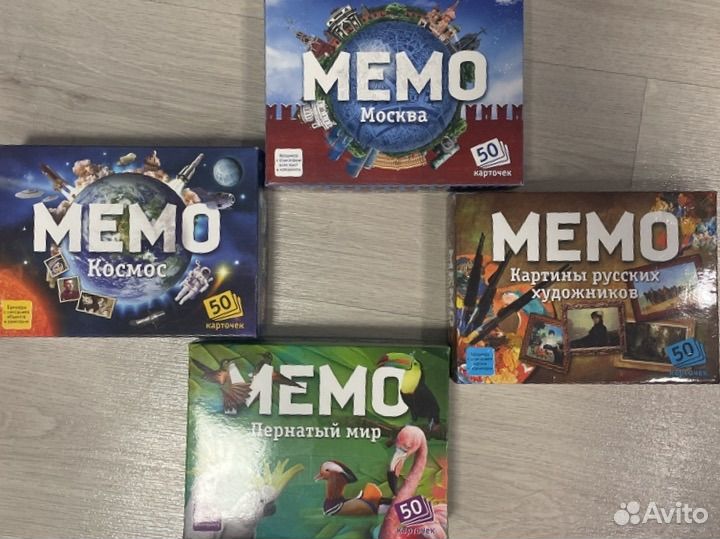 МЕМО
Москва
50
карточек
МЕМО
Космос
50
карточек
МЕМО
Картины русских
художников
50
карточек
МЕМО
Пернатый мир
50
карточек
Avito